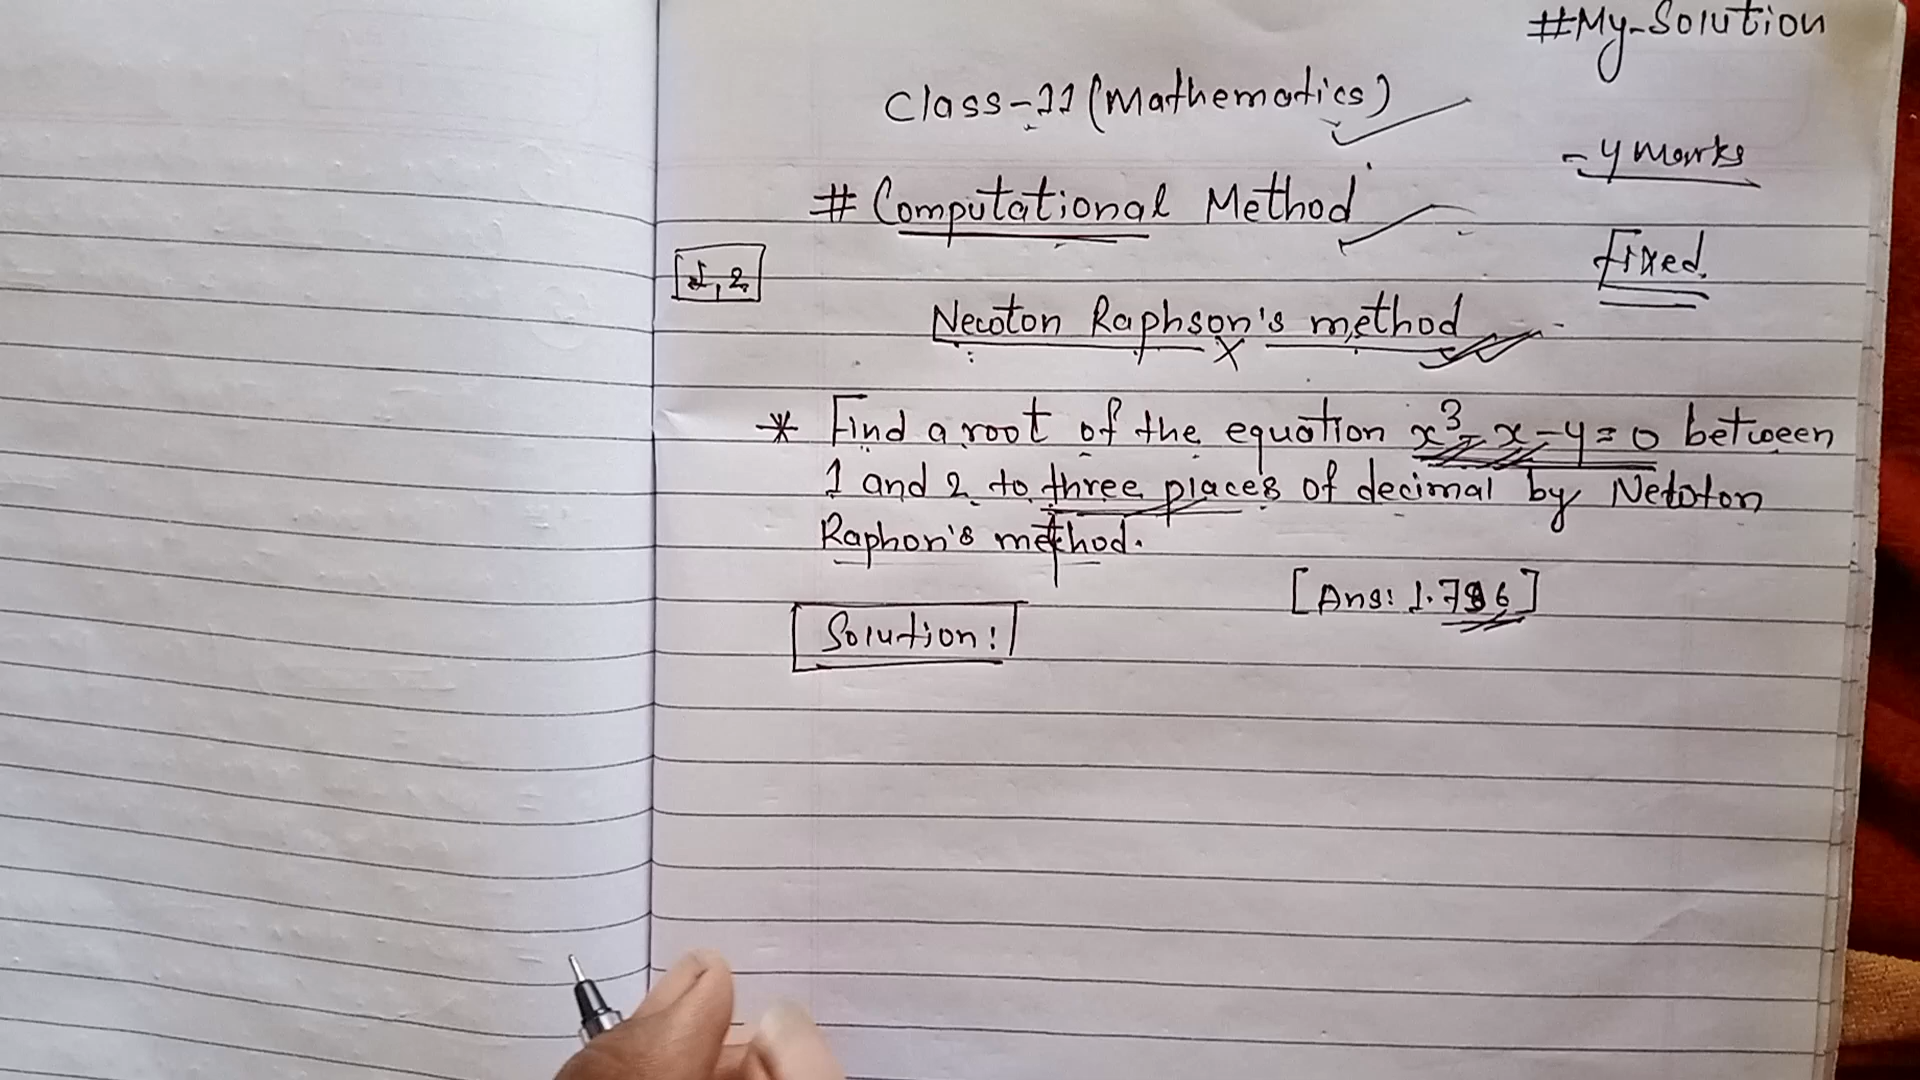 #My-Solution
Class-11 (Mathematics)
- 4 marks
# Computational Method
Fixed
1, 2
Newton Raphson's method
* Find a root of the equation x³-x-4=0 between
1 and 2 to three places of decimal by Newton
Raphon's method.
[Ans: 1.796]
Solution: